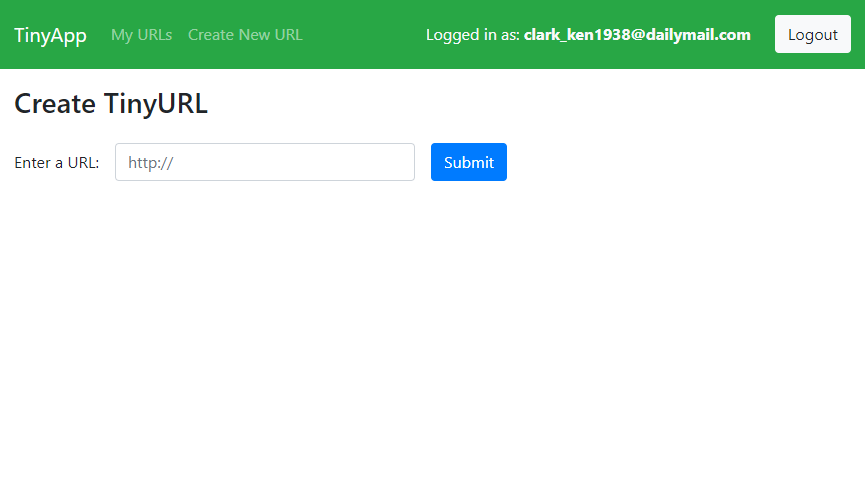 TinyApp My URLs Create New URL Logged in as: clark_ken1938@dailymail.com Logout
Create TinyURL
Enter a URL: http:// Submit